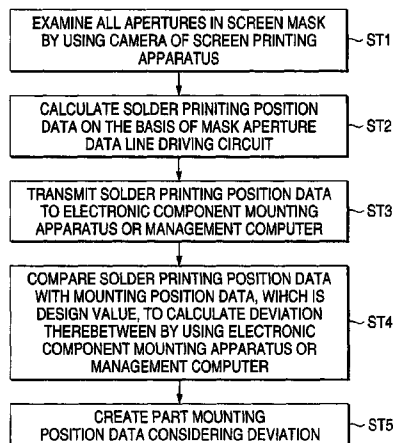 EXAMINE ALL APERTURES IN SCREEN MASK
BY USING CAMERA OF SCREEN PRINTING
APPARATUS
ST1
CALCULATE SOLDER PRINITING POSITION
DATA ON THE BASIS OF MASK APERTURE
DATA LINE DRIVING CIRCUIT
ST2
TRANSMIT SOLDER PRINTING POSITION DATA
TO ELECTRONIC COMPONENT MOUNTING
APPARATUS OR MANAGEMENT COMPUTER
ST3
COMPARE SOLDER PRINTING POSITION DATA
WITH MOUNTING POSITION DATA, WIHCH IS
DESIGN VALUE, TO CALCULATE DEVIATION
THEREBETWEEN BY USING ELECTRONIC
COMPONENT MOUNTING APPARATUS OR
MANAGEMENT COMPUTER
ST4
CREATE PART MOUNTING
POSITION DATA CONSIDERING DEVIATION
ST5